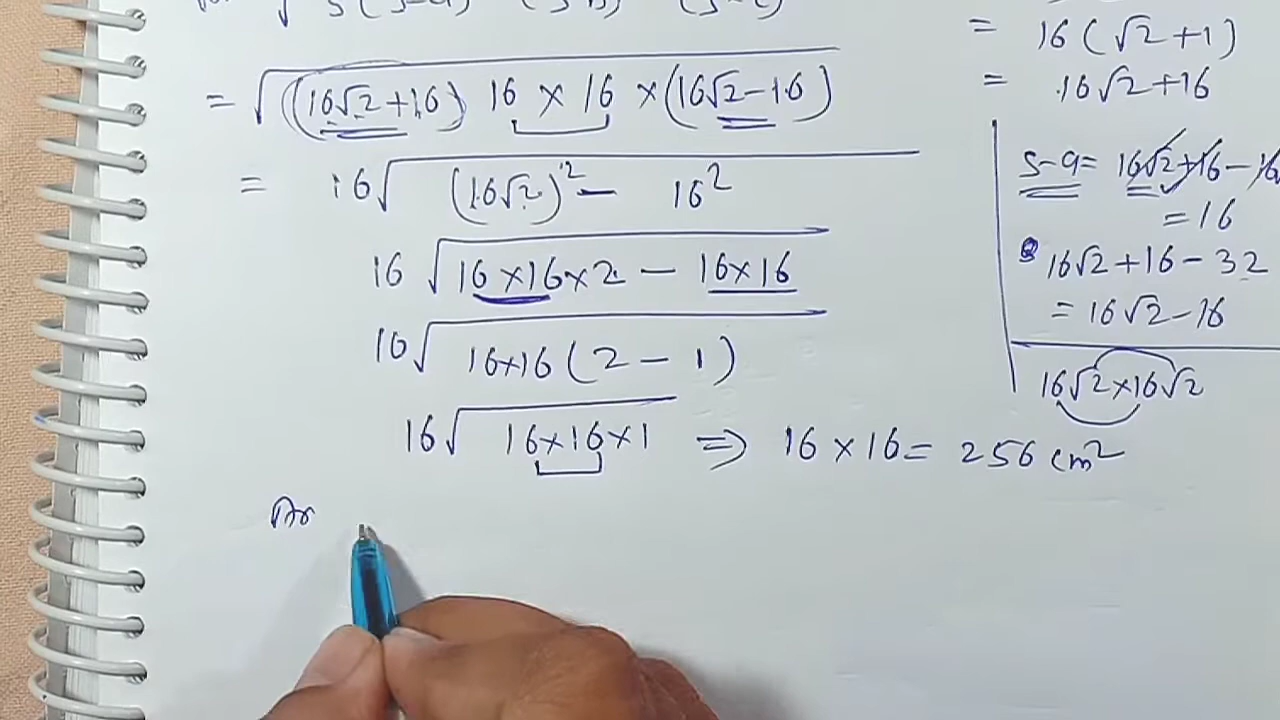 = √((16√2+16) 16 × 16 ×(16√2-16)
= 16√(16√2)² - 16²
16 √16×16×2 - 16×16
16√16×16(2-1)
16√16×16×1 ⇒ 16×16= 256 cm²
Ar
= 16(√2+1)
= 16√2+16
s-a= 16√2+16-16
=16
16√2+16-32
= 16√2-16
16√2×16√2